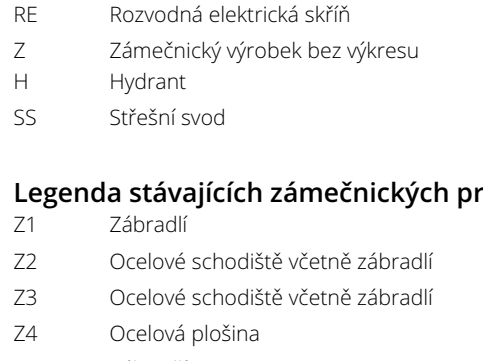 RE Rozvodná elektrická skříň
Z Zámečnický výrobek bez výkresu
H Hydrant
SS Střešní svod
Legenda stávajících zámečnických
Z1 Zábradlí
Z2 Ocelové schodiště včetně zábradlí
Z3 Ocelové schodiště včetně zábradlí
Z4 Ocelová plošina